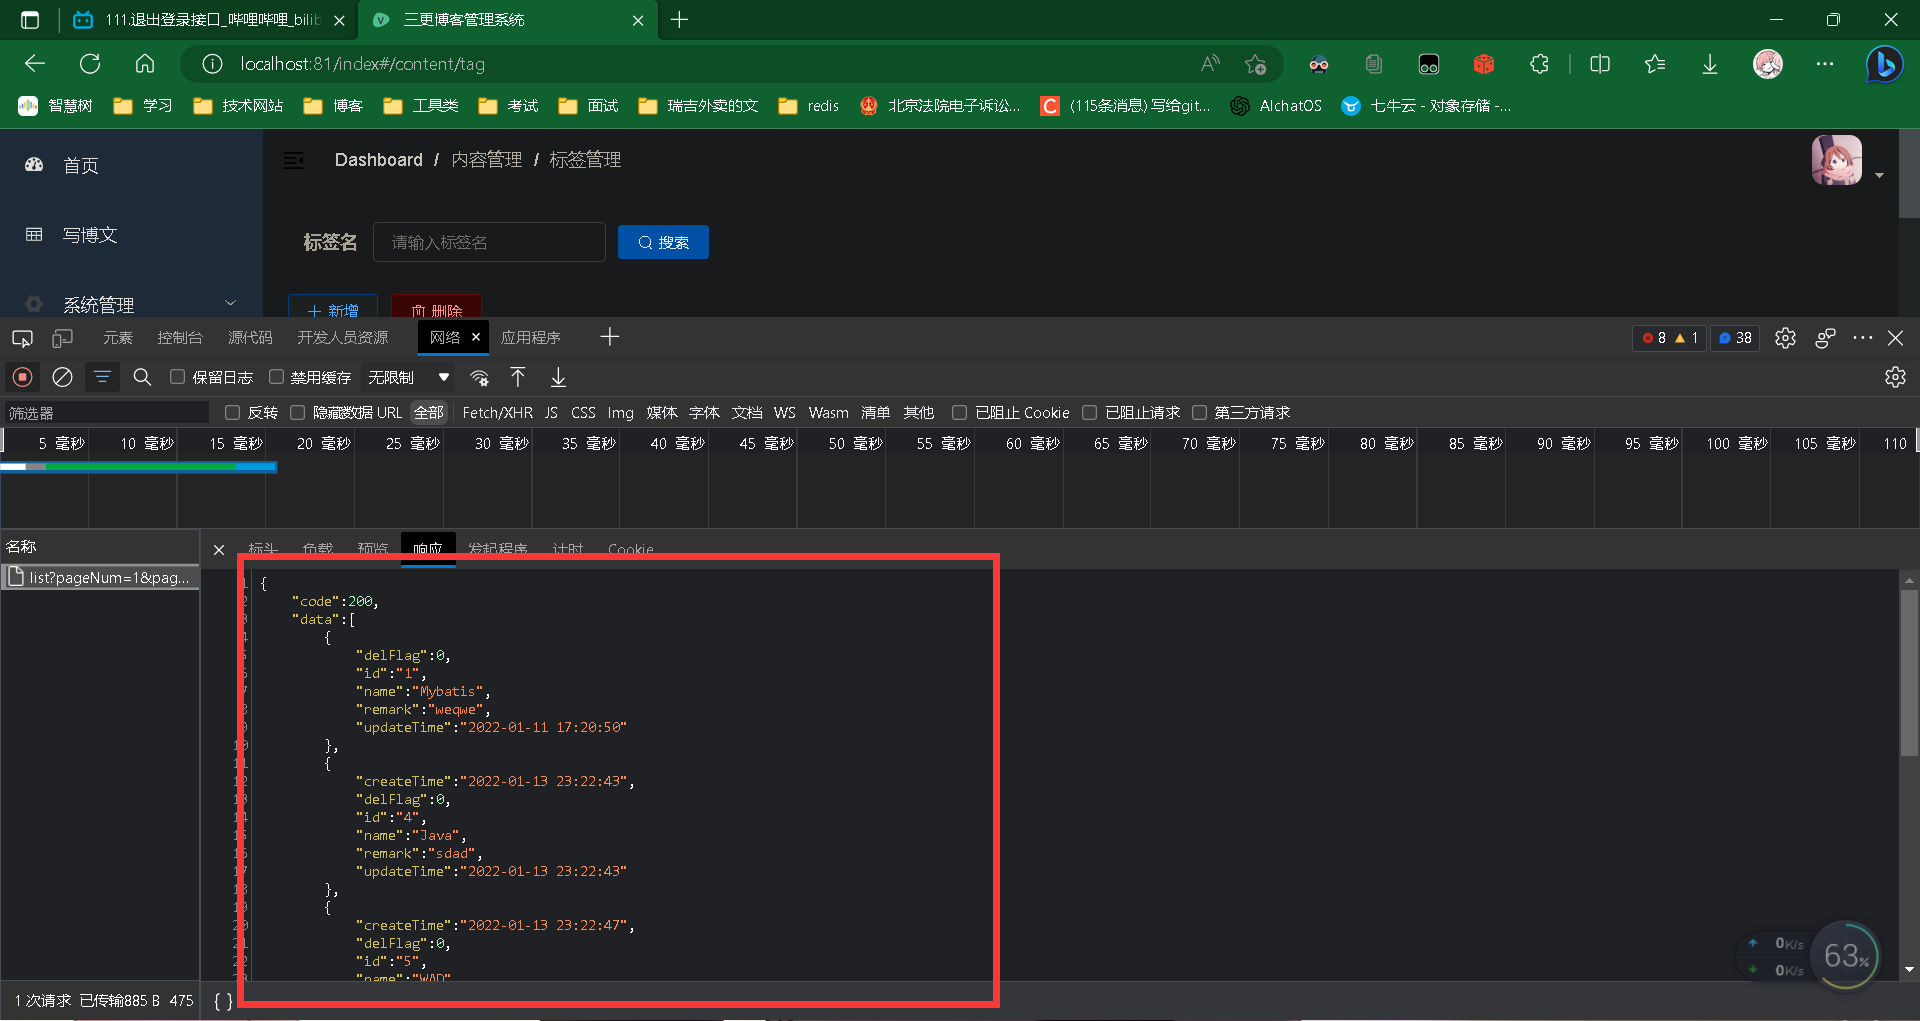 111.退出登录接口_哔哩哔哩_bilib
三更博客管理系统
localhost:81/index#/content/tag
智慧树 学习 技术网站 博客 工具类 考试 面试 瑞吉外卖的文 redis 北京法院电子诉讼... (115条消息) 写给git... AIchatOS 七牛云 - 对象存储 -...
首页
Dashboard / 内容管理 / 标签管理
写博文
标签名 请输入标签名 搜索
系统管理
新增 删除
元素 控制台 源代码 开发人员资源 网络 应用程序 8 1 38
保留日志 禁用缓存 无限制
筛选器 反转 隐藏数据 URL 全部 Fetch/XHR JS CSS Img 媒体 字体 文档 WS Wasm 清单 其他 已阻止 Cookie 已阻止请求 第三方请求
5 毫秒 10 毫秒 15 毫秒 20 毫秒 25 毫秒 30 毫秒 35 毫秒 40 毫秒 45 毫秒 50 毫秒 55 毫秒 60 毫秒 65 毫秒 70 毫秒 75 毫秒 80 毫秒 85 毫秒 90 毫秒 95 毫秒 100 毫秒 105 毫秒 110
名称 标头 负载 预览 响应 发起程序 计时 Cookie
list?pageNum=1&pag...
{
"code":200,
"data":[
{
"delFlag":0,
"id":"1",
"name":"Mybatis",
"remark":"weqwe",
"updateTime":"2022-01-11 17:20:50"
},
{
"createTime":"2022-01-13 23:22:43",
"delFlag":0,
"id":"4",
"name":"Java",
"remark":"sdad",
"updateTime":"2022-01-13 23:22:43"
},
{
"createTime":"2022-01-13 23:22:47",
"delFlag":0,
"id":"5",
"name":"WAD"
0K/s
0K/s
63%
1 次请求 已传输885 B 475 { }